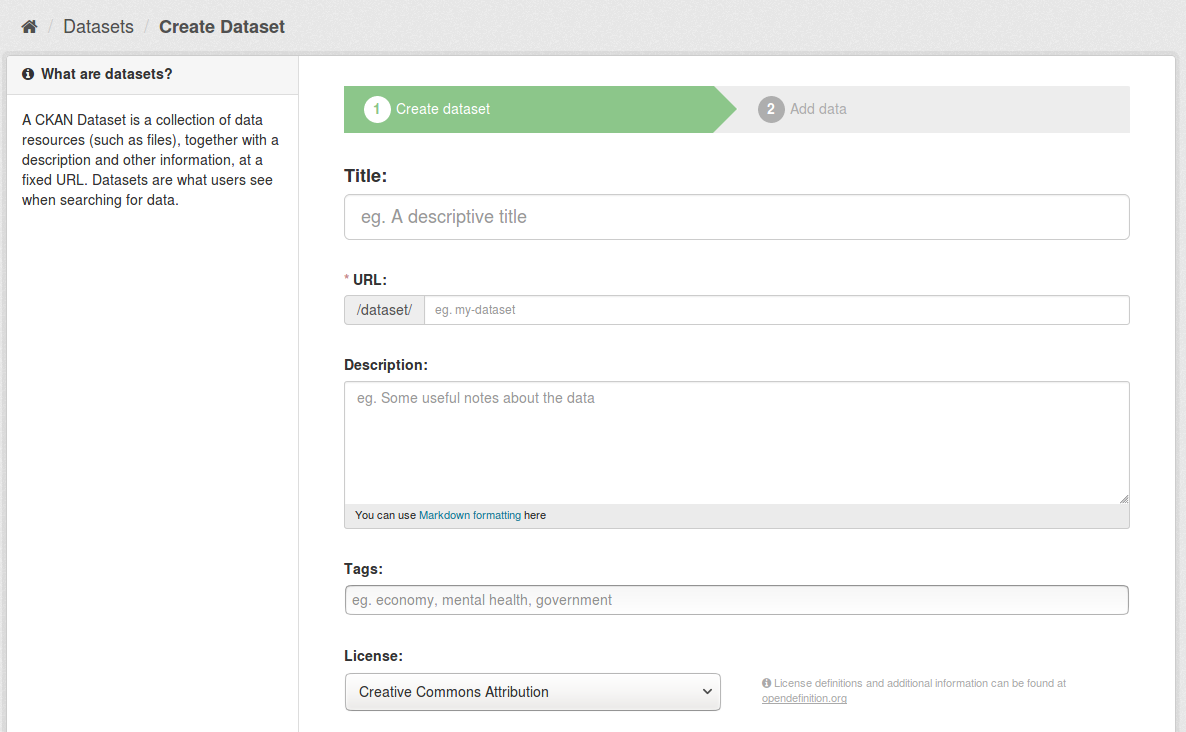 / Datasets / Create Dataset
What are datasets?
A CKAN Dataset is a collection of data
resources (such as files), together with a
description and other information, at a
fixed URL. Datasets are what users see
when searching for data.
1 Create dataset
2 Add data
Title:
eg. A descriptive title
* URL:
/dataset/ eg. my-dataset
Description:
eg. Some useful notes about the data
You can use Markdown formatting here
Tags:
eg. economy, mental health, government
License:
Creative Commons Attribution
License definitions and additional information can be found at
opendefinition.org